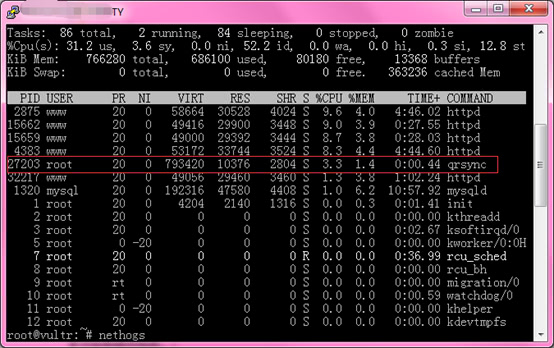 TTY
Tasks:  86 total,   2 running,  84 sleeping,   0 stopped,   0 zombie
%Cpu(s): 31.2 us,  3.6 sy,  0.0 ni, 52.2 id,  0.0 wa,  0.0 hi,  0.3 si, 12.8 st
KiB Mem:    766280 total,   686100 used,    80180 free,    13368 buffers
KiB Swap:        0 total,        0 used,        0 free.   363236 cached Mem
PID USER      PR  NI    VIRT    RES    SHR S %CPU %MEM     TIME+ COMMAND
2875 www       20   0   58664  30528   4024 S  9.6  4.0   4:46.02 httpd
15662 www       20   0   49416  29900   3448 S  9.0  3.9   0:27.55 httpd
15659 www       20   0   49000  29392   3444 S  8.7  3.8   0:28.03 httpd
4383 www       20   0   53172  33744   3524 S  8.3  4.4   4:44.60 httpd
27203 root      20   0  793420  10376   2804 S  3.3  1.4   0:00.44 qrsync
32217 www       20   0   49056  29460   3460 S  1.3  3.8   1:02.24 httpd
1320 mysql     20   0  192316  47580   4408 S  1.0  6.2  10:57.92 mysqld
1 root      20   0    4204   2140   1316 S  0.0  0.3   0:01.41 init
2 root      20   0       0      0      0 S  0.0  0.0   0:00.00 kthreadd
3 root      20   0       0      0      0 S  0.0  0.0   0:02.67 ksoftirqd/0
5 root       0 -20       0      0      0 S  0.0  0.0   0:00.00 kworker/0:0H
7 root      20   0       0      0      0 R  0.0  0.0   0:36.99 rcu_sched
8 root      20   0       0      0      0 S  0.0  0.0   0:00.00 rcu_bh
9 root      rt   0       0      0      0 S  0.0  0.0   0:00.00 migration/0
10 root      rt   0       0      0      0 S  0.0  0.0   0:00.59 watchdog/0
11 root       0 -20       0      0      0 S  0.0  0.0   0:00.00 khelper
12 root      20   0       0      0      0 S  0.0  0.0   0:00.00 kdevtmpfs
root@vultr:~# nethogs